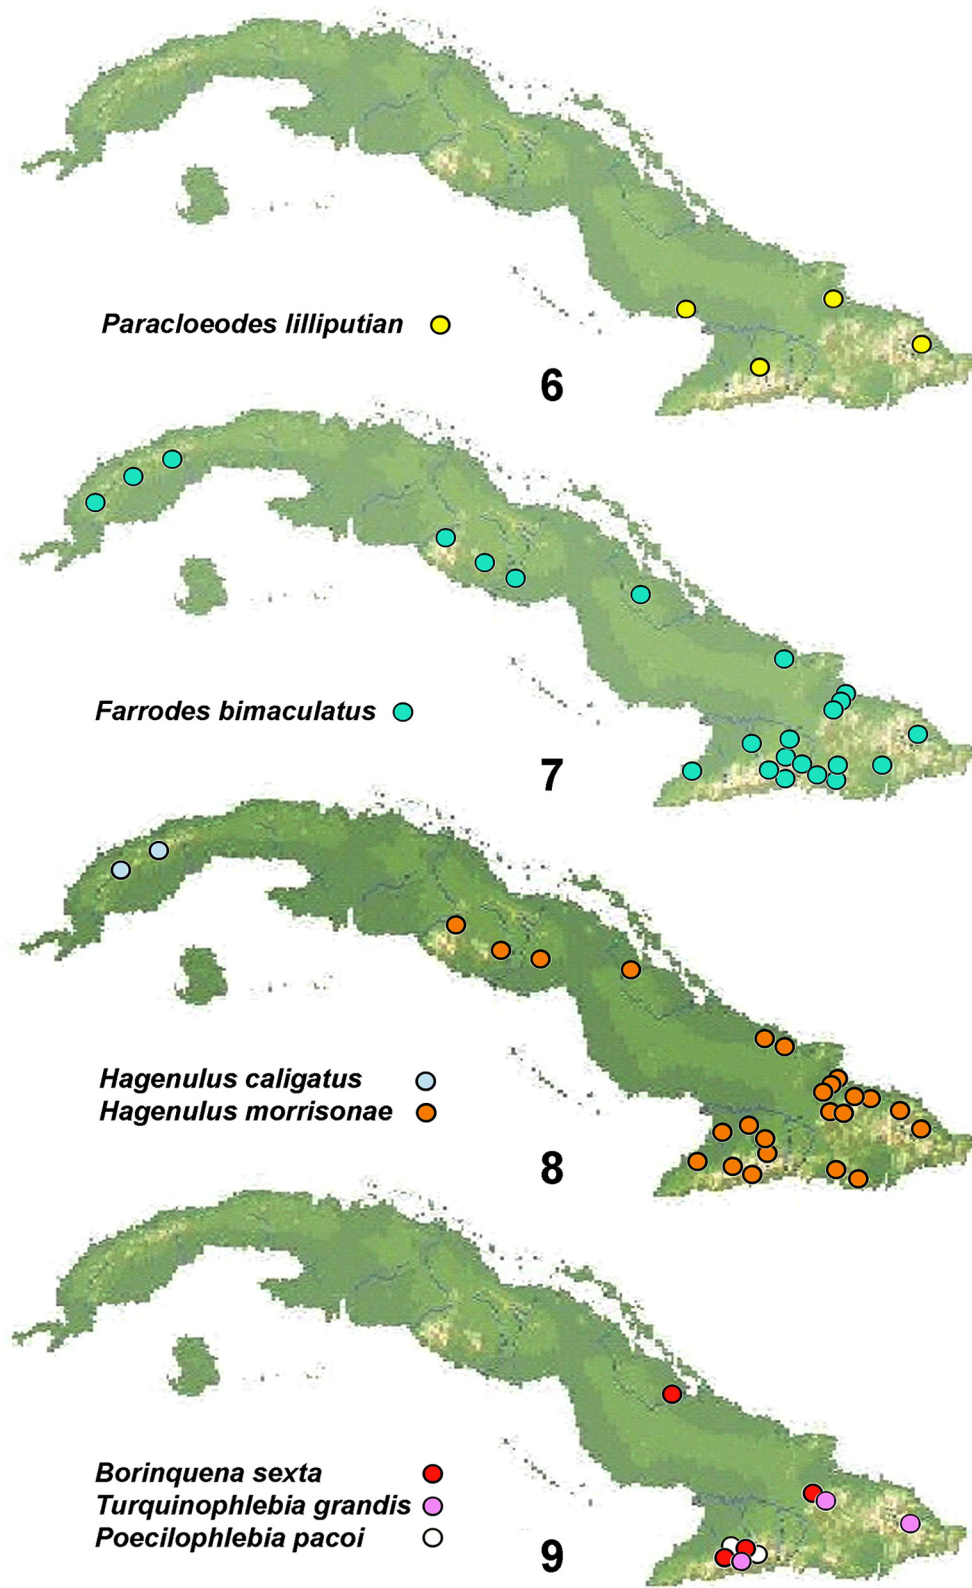 Paracloeodes lilliputian
6
Farrodes bimaculatus
7
Hagenulus caligatus
Hagenulus morrisonae
8
Borinquena sexta
Turquinophlebia grandis
Poecilophlebia pacoi
9